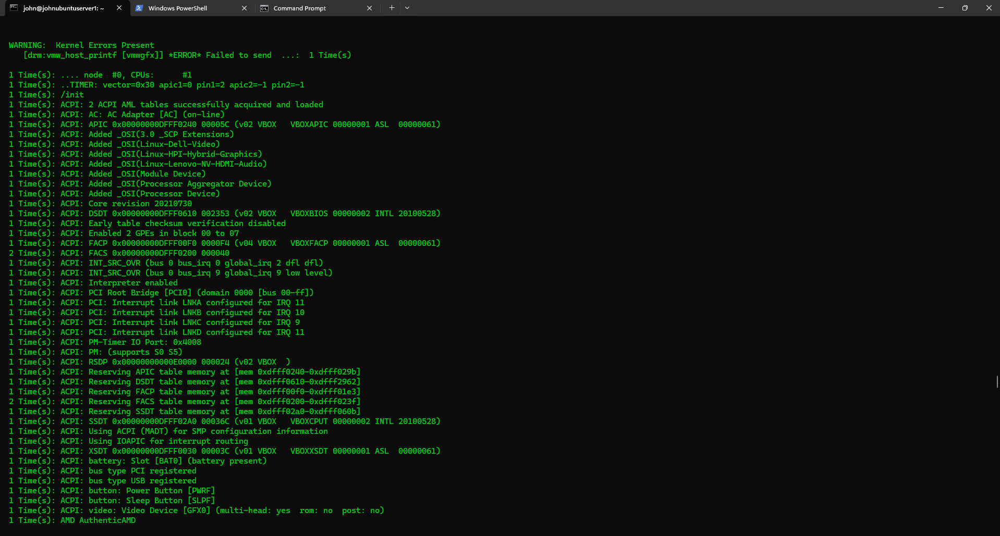 john@johnubuntuserver1: ~
Windows PowerShell
Command Prompt
WARNING:  Kernel Errors Present
   [drm:vmw_host_printf [vmwgfx]] *ERROR* Failed to send  ...:  1 Time(s)
1 Time(s): .... node  #0, CPUs:      #1
1 Time(s): ..TIMER: vector=0x30 apic1=0 pin1=2 apic2=-1 pin2=-1
1 Time(s): /init
1 Time(s): ACPI: 2 ACPI AML tables successfully acquired and loaded
1 Time(s): ACPI: AC: AC Adapter [AC] (on-line)
1 Time(s): ACPI: APIC 0x00000000DFFF0240 00005C (v02 VBOX   VBOXAPIC 00000001 ASL  00000061)
1 Time(s): ACPI: Added _OSI(3.0 _SCP Extensions)
1 Time(s): ACPI: Added _OSI(Linux-Dell-Video)
1 Time(s): ACPI: Added _OSI(Linux-HPI-Hybrid-Graphics)
1 Time(s): ACPI: Added _OSI(Linux-Lenovo-NV-HDMI-Audio)
1 Time(s): ACPI: Added _OSI(Module Device)
1 Time(s): ACPI: Added _OSI(Processor Aggregator Device)
1 Time(s): ACPI: Added _OSI(Processor Device)
1 Time(s): ACPI: Core revision 20210730
1 Time(s): ACPI: DSDT 0x00000000DFFF0610 002353 (v02 VBOX   VBOXBIOS 00000002 INTL 20100528)
1 Time(s): ACPI: Early table checksum verification disabled
1 Time(s): ACPI: Enabled 2 GPEs in block 00 to 07
1 Time(s): ACPI: FACP 0x00000000DFFF00F0 0000F4 (v04 VBOX   VBOXFACP 00000001 ASL  00000061)
2 Time(s): ACPI: FACS 0x00000000DFFF0200 000040
1 Time(s): ACPI: INT_SRC_OVR (bus 0 bus_irq 0 global_irq 2 dfl dfl)
1 Time(s): ACPI: INT_SRC_OVR (bus 0 bus_irq 9 global_irq 9 low level)
1 Time(s): ACPI: Interpreter enabled
1 Time(s): ACPI: PCI Root Bridge [PCI0] (domain 0000 [bus 00-ff])
1 Time(s): ACPI: PCI: Interrupt link LNKA configured for IRQ 11
1 Time(s): ACPI: PCI: Interrupt link LNKB configured for IRQ 10
1 Time(s): ACPI: PCI: Interrupt link LNKC configured for IRQ 9
1 Time(s): ACPI: PCI: Interrupt link LNKD configured for IRQ 11
1 Time(s): ACPI: PM-Timer IO Port: 0x4008
1 Time(s): ACPI: PM: (supports S0 S5)
1 Time(s): ACPI: RSDP 0x00000000000E0000 000024 (v02 VBOX  )
1 Time(s): ACPI: Reserving APIC table memory at [mem 0xdfff0240-0xdfff029b]
1 Time(s): ACPI: Reserving DSDT table memory at [mem 0xdfff0610-0xdfff2962]
1 Time(s): ACPI: Reserving FACP table memory at [mem 0xdfff00f0-0xdfff01e3]
2 Time(s): ACPI: Reserving FACS table memory at [mem 0xdfff0200-0xdfff023f]
1 Time(s): ACPI: Reserving SSDT table memory at [mem 0xdfff02a0-0xdfff060b]
1 Time(s): ACPI: SSDT 0x00000000DFFF02A0 00036C (v01 VBOX   VBOXCPUT 00000002 INTL 20100528)
1 Time(s): ACPI: Using ACPI (MADT) for SMP configuration information
1 Time(s): ACPI: Using IOAPIC for interrupt routing
1 Time(s): ACPI: XSDT 0x00000000DFFF0030 00003C (v01 VBOX   VBOXXSDT 00000001 ASL  00000061)
1 Time(s): ACPI: battery: Slot [BAT0] (battery present)
1 Time(s): ACPI: bus type PCI registered
1 Time(s): ACPI: bus type USB registered
1 Time(s): ACPI: button: Power Button [PWRF]
1 Time(s): ACPI: button: Sleep Button [SLPF]
1 Time(s): ACPI: video: Video Device [GFX0] (multi-head: yes  rom: no  post: no)
1 Time(s): AMD AuthenticAMD